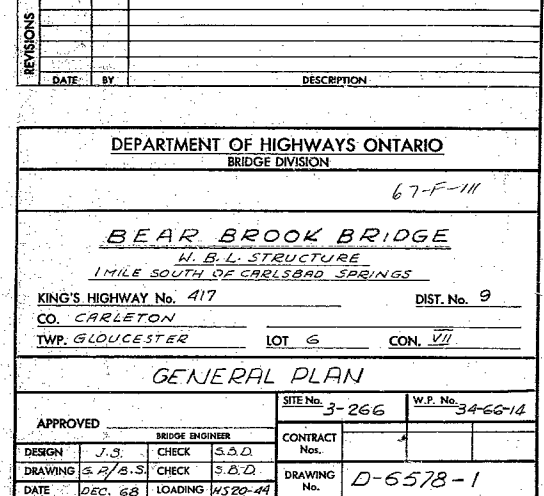 REVISIONS
DATE BY DESCRIPTION
DEPARTMENT OF HIGHWAYS ONTARIO
BRIDGE DIVISION
67-F-111
BEAR BROOK BRIDGE
W. B. L. STRUCTURE
1 MILE SOUTH OF CARLSBAD SPRINGS
KING'S HIGHWAY No. 417 DIST. No. 9
CO. CARLETON
TWP. GLOUCESTER LOT 6 CON. VII
GENERAL PLAN
APPROVED
BRIDGE ENGINEER
SITE No. 3-266 W.P. No. 34-66-14
CONTRACT Nos.
DESIGN J.S. CHECK S.B.D.
DRAWING S.P/B.S. CHECK S.B.D.
DATE DEC. 68 LOADING HS20-44
DRAWING No. D-6578-1